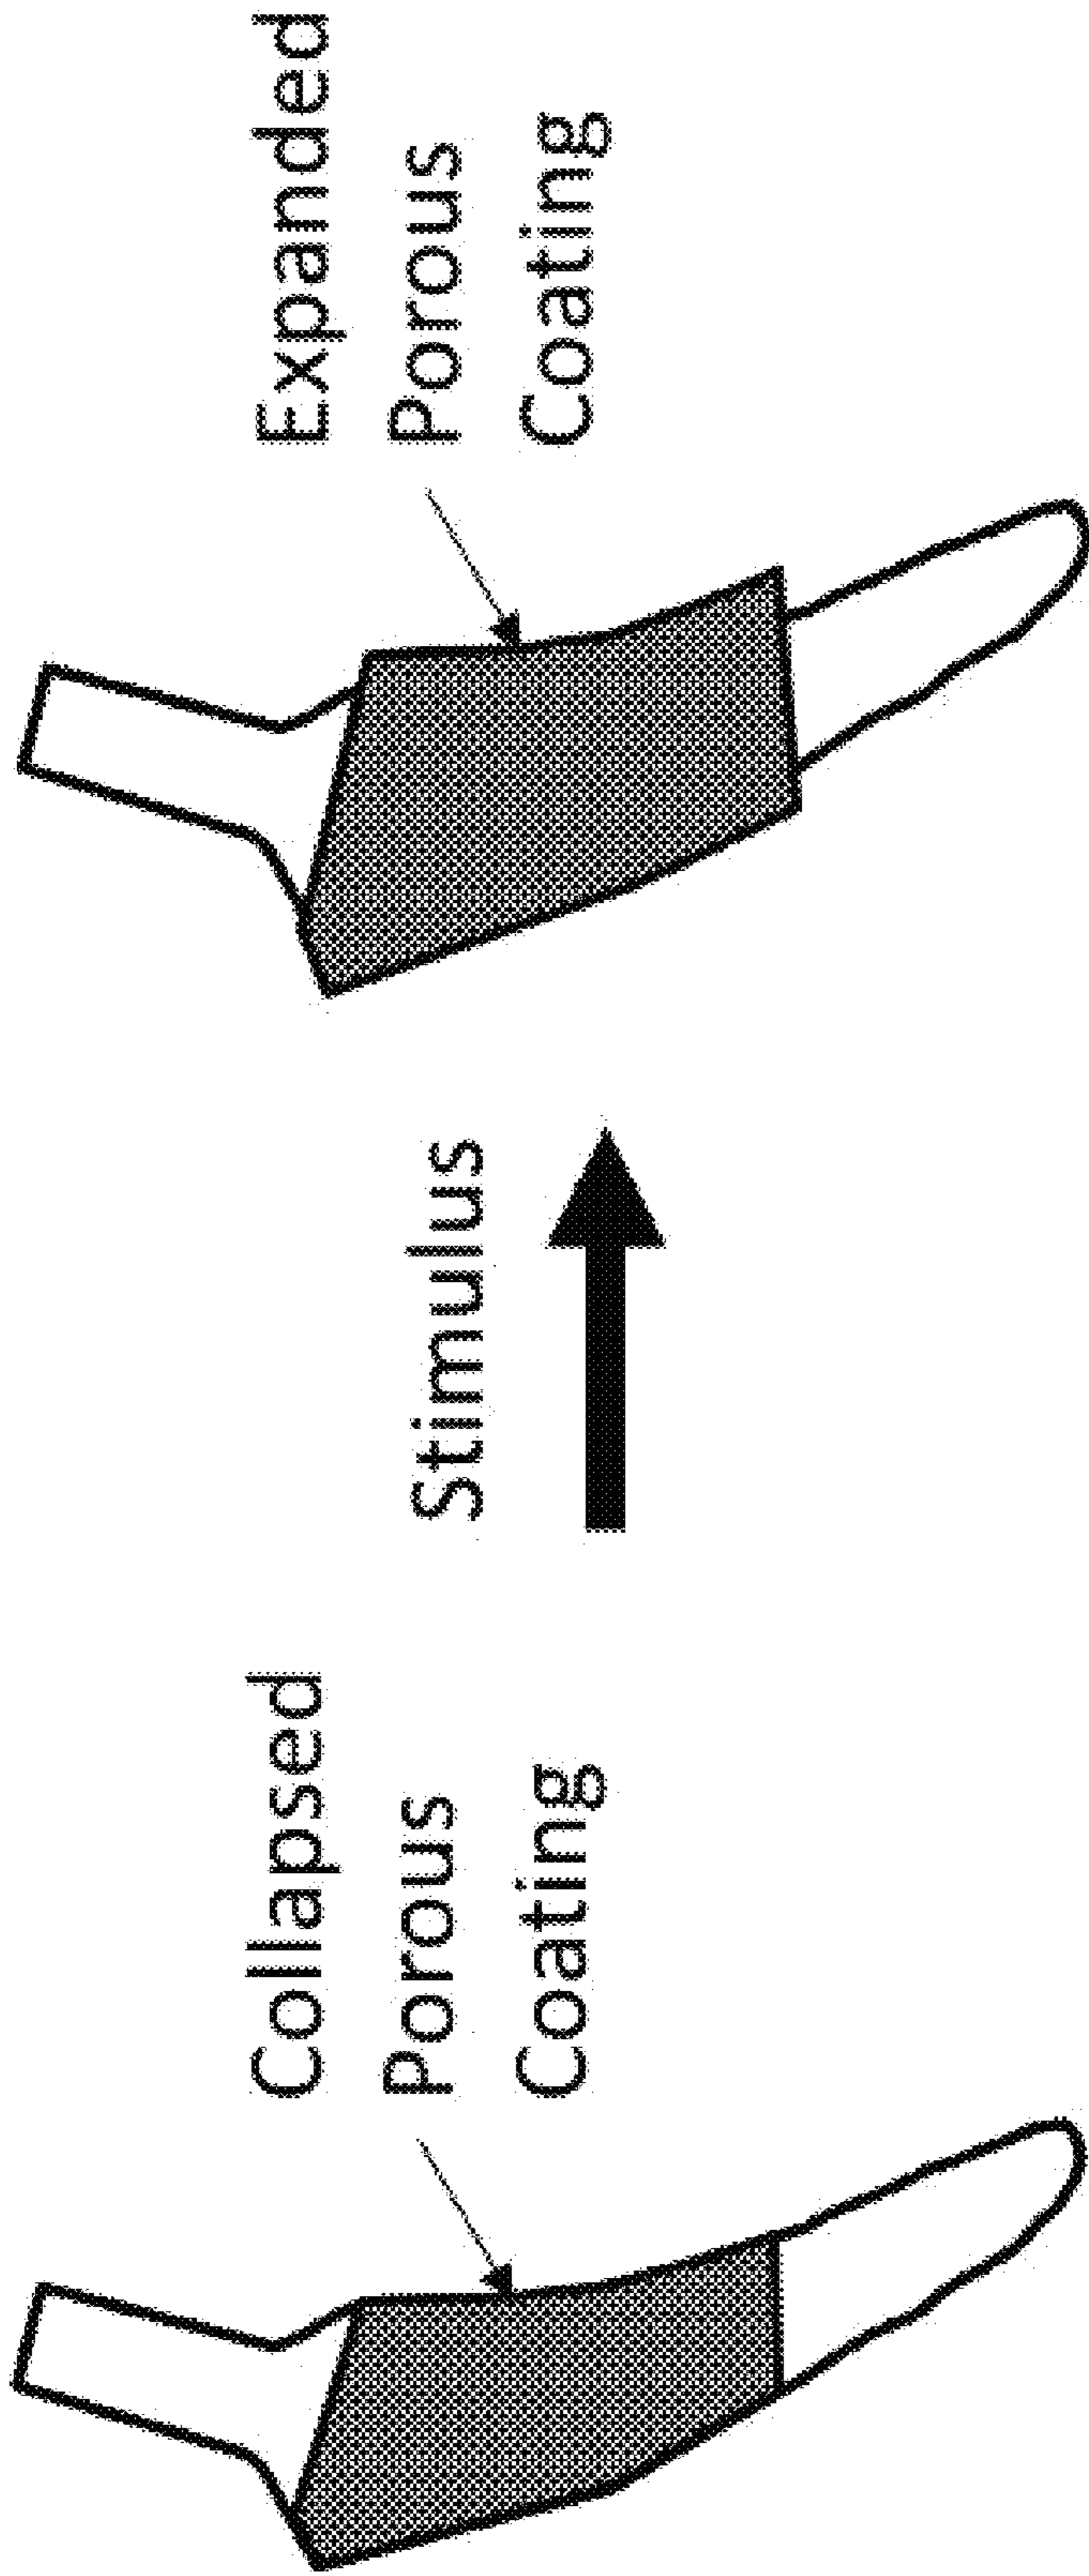 Collapsed
Porous
Coating
Stimulus
Expanded
Porous
Coating